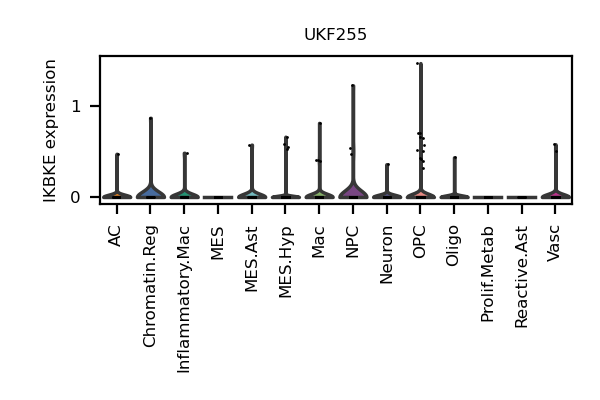 UKF255
IKBKE expression
1
0
AC
Chromatin.Reg
Inflammatory.Mac
MES
MES.Ast
MES.Hyp
Mac
NPC
Neuron
OPC
Oligo
Prolif.Metab
Reactive.Ast
Vasc